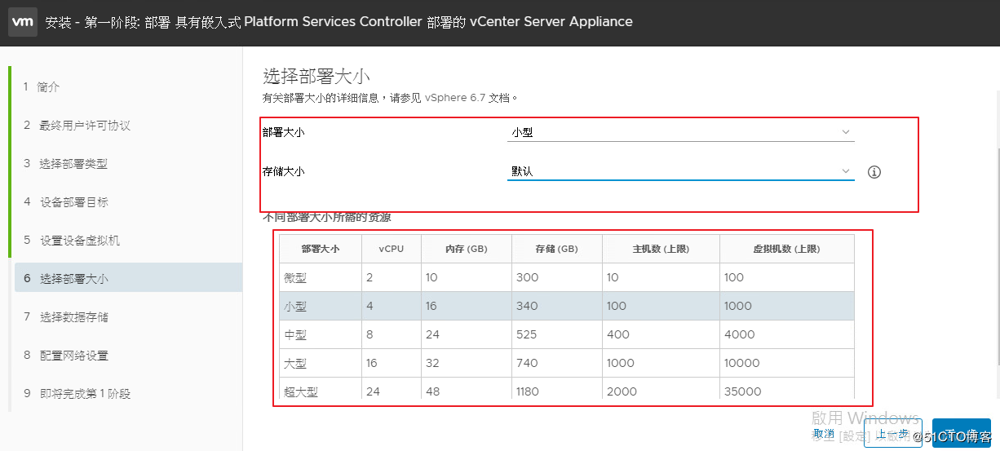 vm 安装 - 第一阶段: 部署 具有嵌入式 Platform Services Controller 部署的 vCenter Server Appliance
1 简介
2 最终用户许可协议
3 选择部署类型
4 设备部署目标
5 设置设备虚拟机
6 选择部署大小
7 选择数据存储
8 配置网络设置
9 即将完成第 1 阶段
选择部署大小
有关部署大小的详细信息，请参见 vSphere 6.7 文档。
部署大小 小型
存储大小 默认
不同部署大小所需的资源
部署大小 vCPU 内存 (GB) 存储 (GB) 主机数 (上限) 虚拟机数 (上限)
微型 2 10 300 10 100
小型 4 16 340 100 1000
中型 8 24 525 400 4000
大型 16 32 740 1000 10000
超大型 24 48 1180 2000 35000
啟用 Windows
移至 [設定] 以啟用
取消 上一步 下一步
@51CTO博客